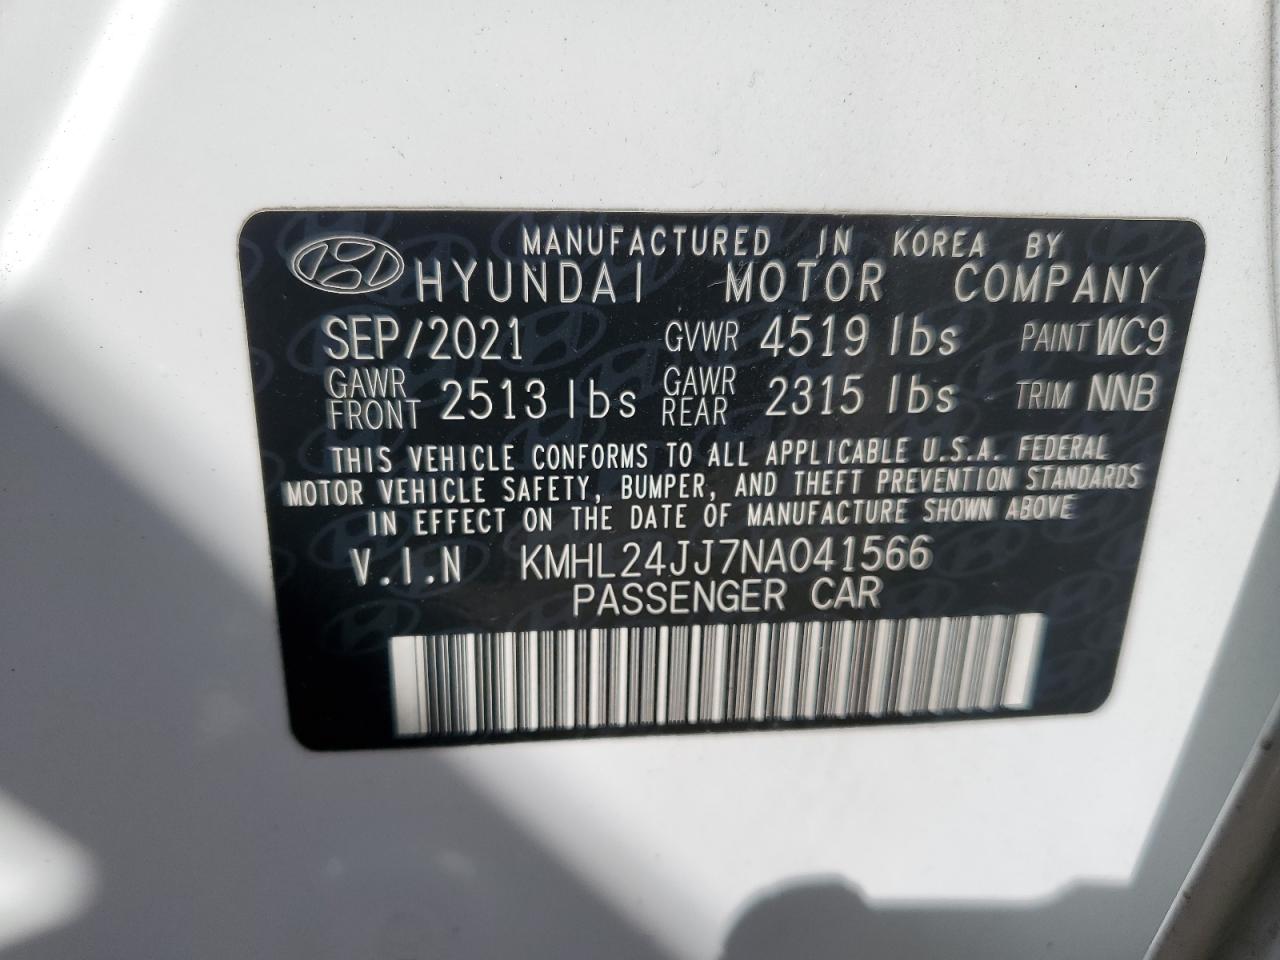 MANUFACTURED IN KOREA BY
HYUNDAI MOTOR COMPANY
SEP/2021 GVWR 4519 lbs PAINT WC9
GAWR FRONT 2513 lbs GAWR REAR 2315 lbs TRIM NNB
THIS VEHICLE CONFORMS TO ALL APPLICABLE U.S.A. FEDERAL
MOTOR VEHICLE SAFETY, BUMPER, AND THEFT PREVENTION STANDARDS
IN EFFECT ON THE DATE OF MANUFACTURE SHOWN ABOVE
V.I.N KMHL24JJ7NA041566
PASSENGER CAR